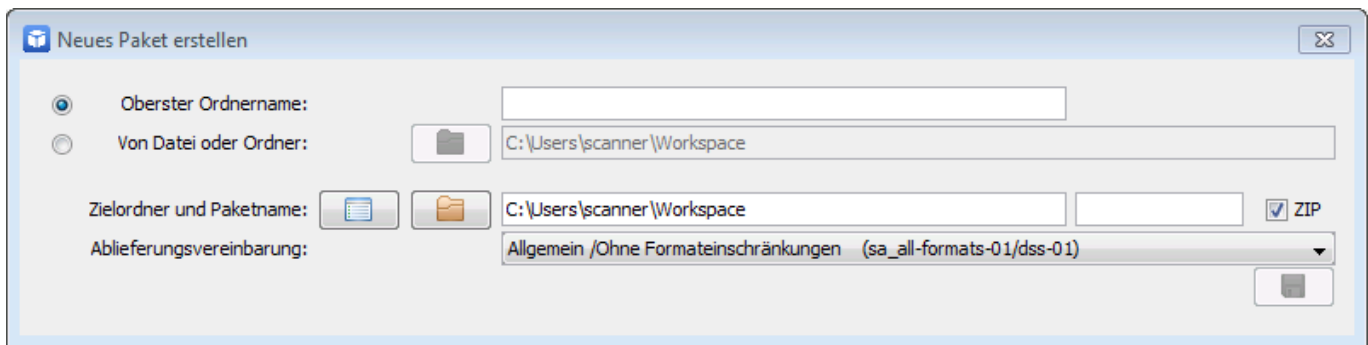 Neues Paket erstellen
Oberster Ordnername:
Von Datei oder Ordner: C:\Users\scanner\Workspace
Zielordner und Paketname: C:\Users\scanner\Workspace ZIP
Ablieferungsvereinbarung: Allgemein /Ohne Formateinschränkungen (sa_all-formats-01/dss-01)